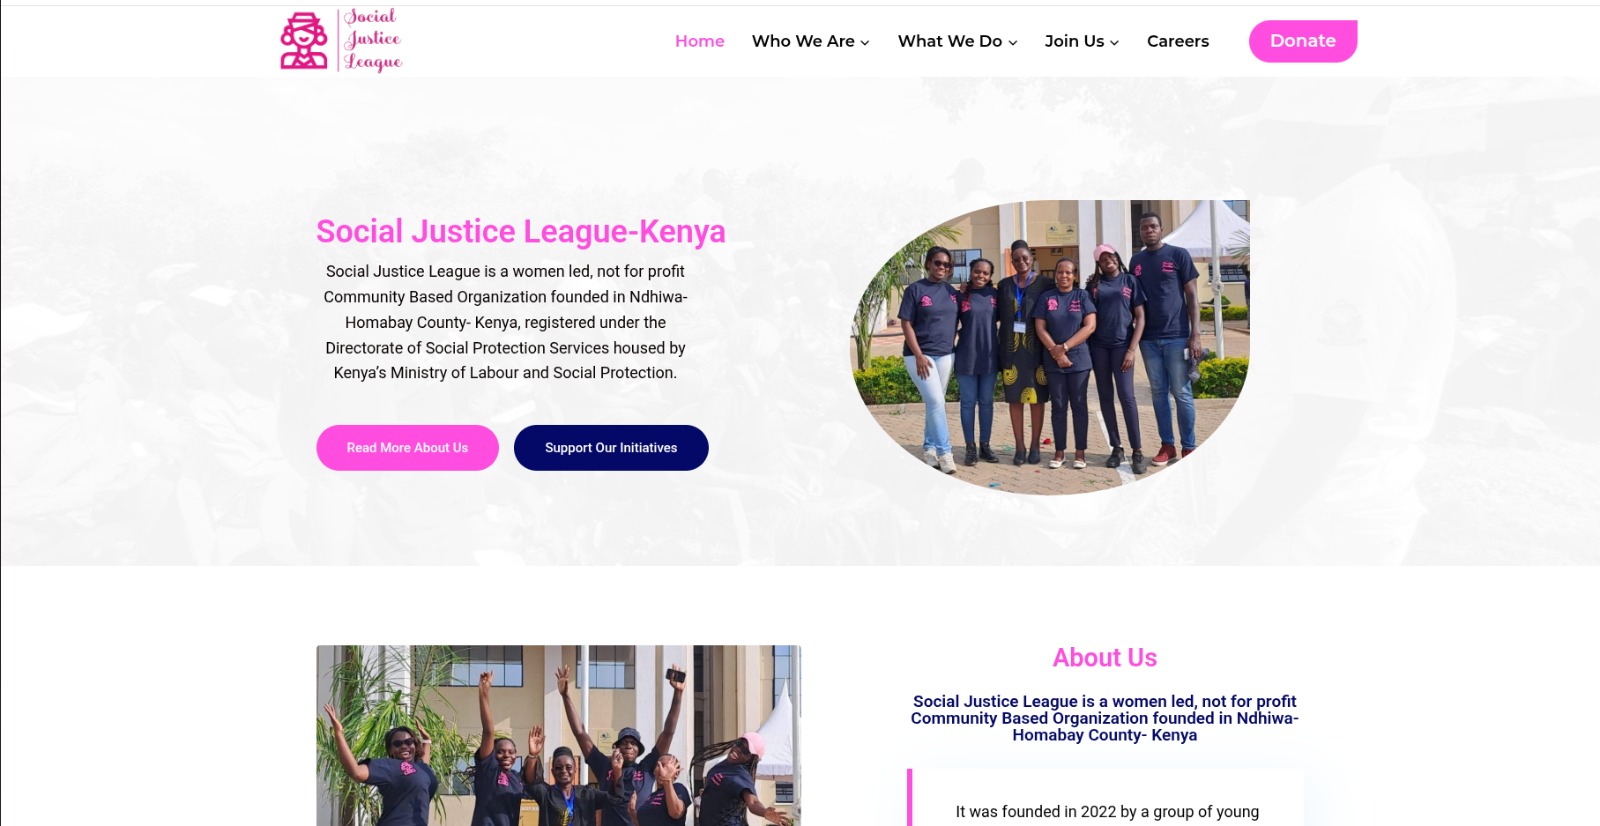 Social
Justice
League
Home
Who We Are
What We Do
Join Us
Careers
Donate
Social Justice League-Kenya
Social Justice League is a women led, not for profit
Community Based Organization founded in Ndhiwa-
Homabay County- Kenya, registered under the
Directorate of Social Protection Services housed by
Kenya’s Ministry of Labour and Social Protection.
Read More About Us
Support Our Initiatives
About Us
Social Justice League is a women led, not for profit
Community Based Organization founded in Ndhiwa-
Homabay County- Kenya
It was founded in 2022 by a group of young